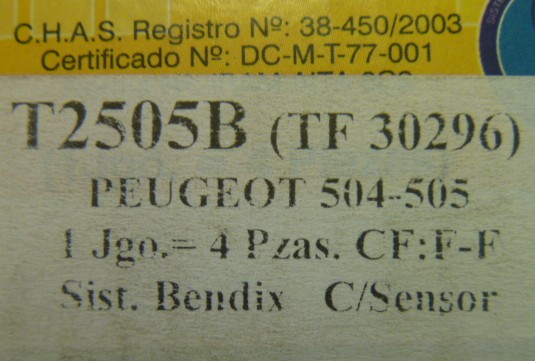 C.H.A.S. Registro Nº: 38-450/2003
Certificado Nº: DC-M-T-77-001
T2505B (TF 30296)
PEUGEOT 504-505
1 Jgo.= 4 Pzas. CF:F-F
Sist. Bendix C/Sensor